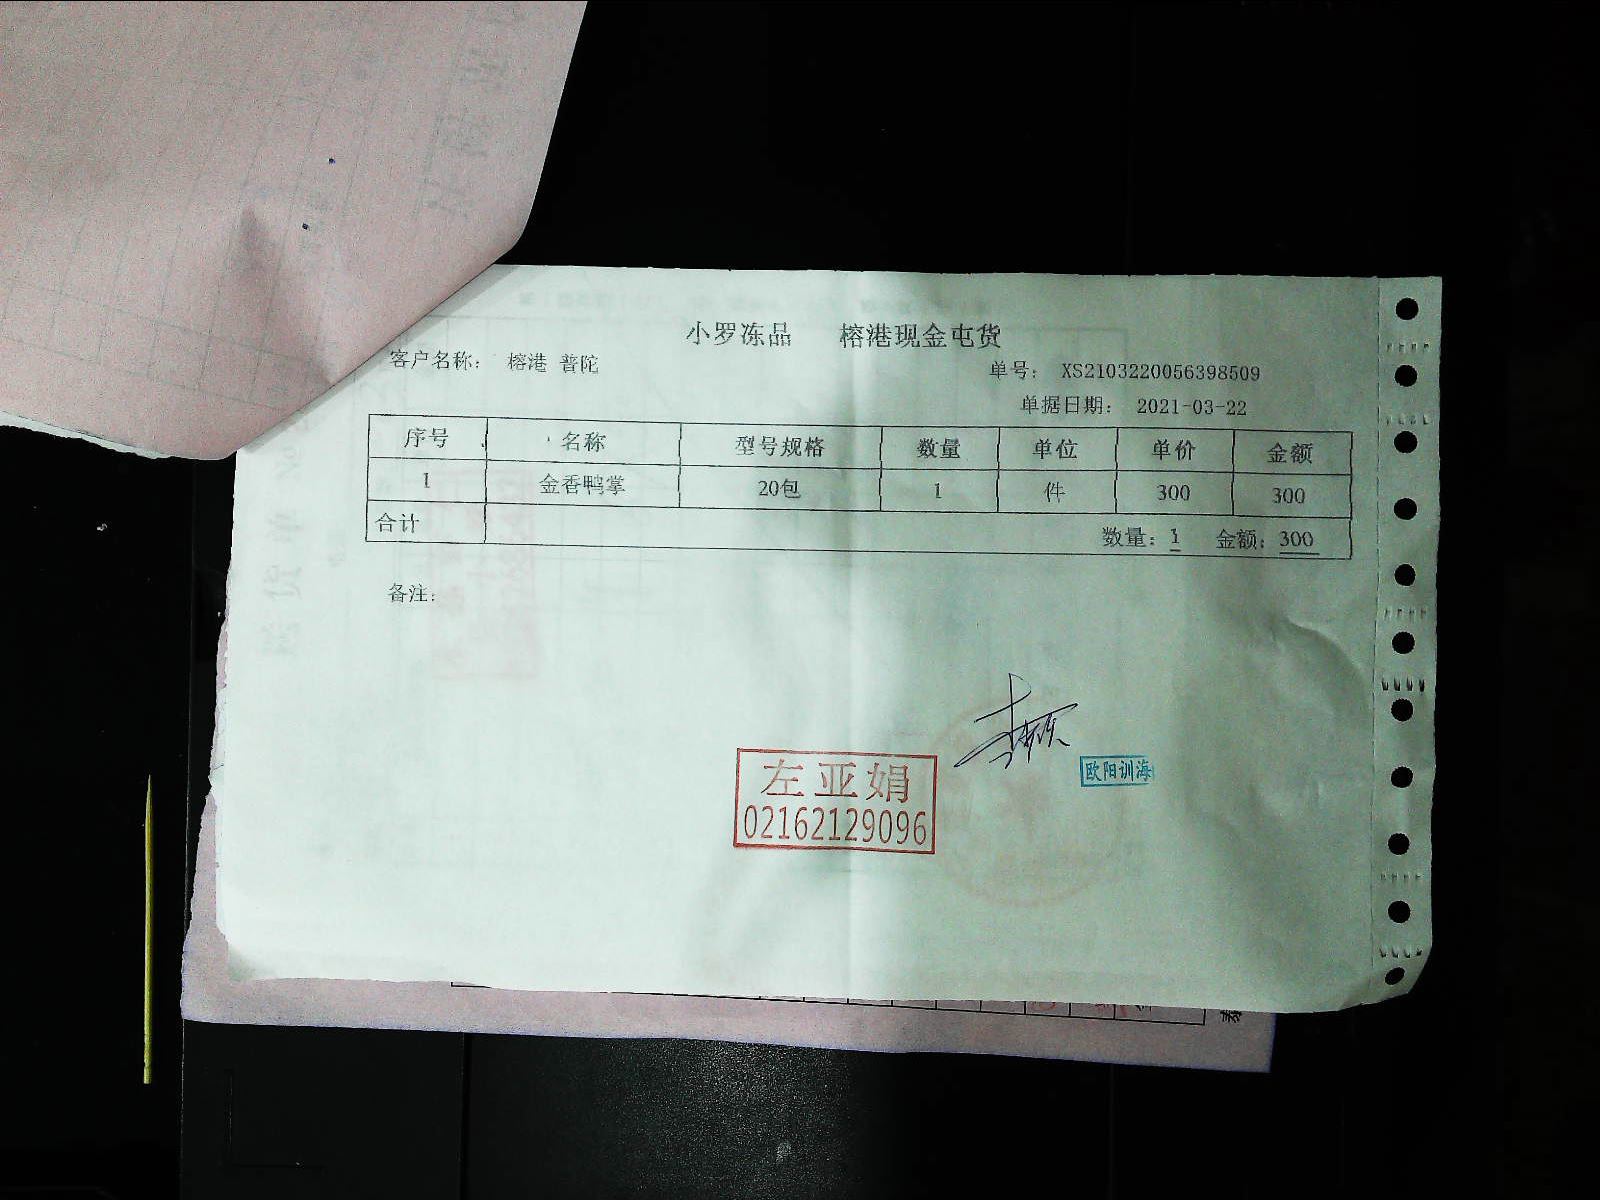 小罗冻品 榕港现金屯货
客户名称： 榕港 普陀
单号： XS2103220056398509
单据日期： 2021-03-22
序号 名称 型号规格 数量 单位 单价 金额
1 金香鸭掌 20包 1 件 300 300
合计 数量：1 金额：300
备注：
左亚娟
02162129096
欧阳训海